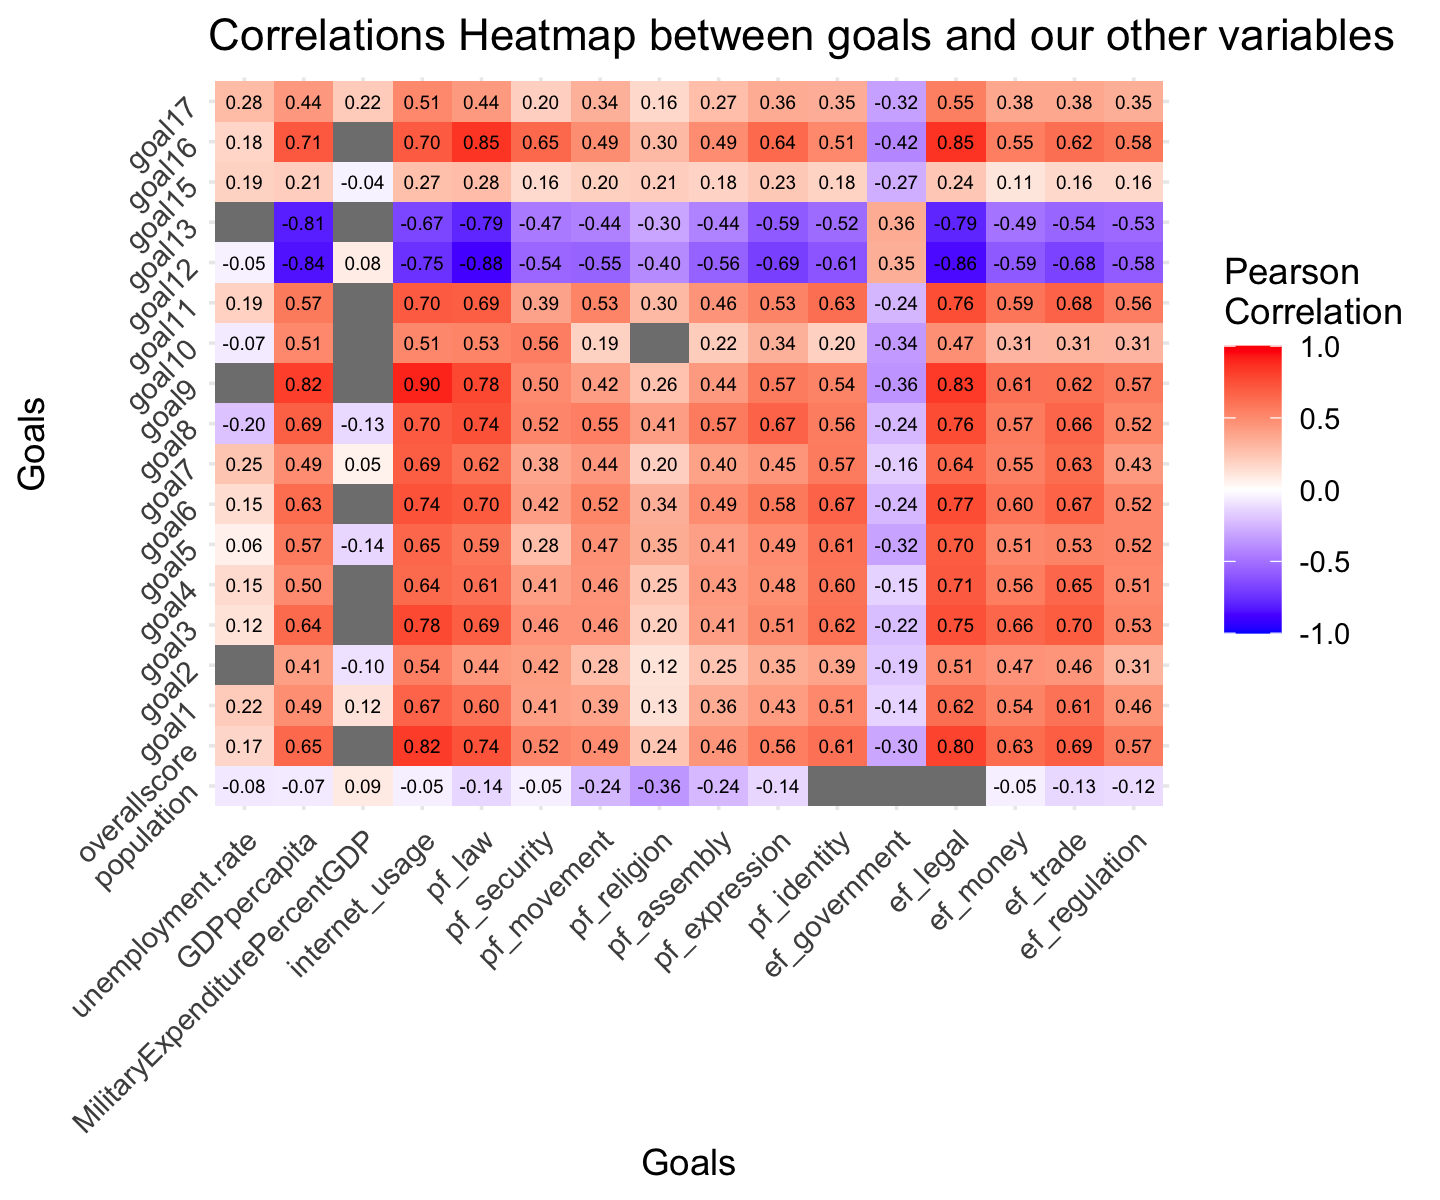 Correlations Heatmap between goals and our other variables
Goals
goal17 0.28 0.44 0.22 0.51 0.44 0.20 0.34 0.16 0.27 0.36 0.35 -0.32 0.55 0.38 0.38 0.35
goal16 0.18 0.71 0.70 0.85 0.65 0.49 0.30 0.49 0.64 0.51 -0.42 0.85 0.55 0.62 0.58
goal15 0.19 0.21 -0.04 0.27 0.28 0.16 0.20 0.21 0.18 0.23 0.18 -0.27 0.24 0.11 0.16 0.16
goal13 -0.81 -0.67 -0.79 -0.47 -0.44 -0.30 -0.44 -0.59 -0.52 0.36 -0.79 -0.49 -0.54 -0.53
goal12 -0.05 -0.84 0.08 -0.75 -0.88 -0.54 -0.55 -0.40 -0.56 -0.69 -0.61 0.35 -0.86 -0.59 -0.68 -0.58
goal11 0.19 0.57 0.70 0.69 0.39 0.53 0.30 0.46 0.53 0.63 -0.24 0.76 0.59 0.68 0.56
goal10 -0.07 0.51 0.51 0.53 0.56 0.19 0.22 0.34 0.20 -0.34 0.47 0.31 0.31 0.31
goal9 0.82 0.90 0.78 0.50 0.42 0.26 0.44 0.57 0.54 -0.36 0.83 0.61 0.62 0.57
goal8 -0.20 0.69 -0.13 0.70 0.74 0.52 0.55 0.41 0.57 0.67 0.56 -0.24 0.76 0.57 0.66 0.52
goal7 0.25 0.49 0.05 0.69 0.62 0.38 0.44 0.20 0.40 0.45 0.57 -0.16 0.64 0.55 0.63 0.43
goal6 0.15 0.63 0.74 0.70 0.42 0.52 0.34 0.49 0.58 0.67 -0.24 0.77 0.60 0.67 0.52
goal5 0.06 0.57 -0.14 0.65 0.59 0.28 0.47 0.35 0.41 0.49 0.61 -0.32 0.70 0.51 0.53 0.52
goal4 0.15 0.50 0.64 0.61 0.41 0.46 0.25 0.43 0.48 0.60 -0.15 0.71 0.56 0.65 0.51
goal3 0.12 0.64 0.78 0.69 0.46 0.46 0.20 0.41 0.51 0.62 -0.22 0.75 0.66 0.70 0.53
goal2 0.41 -0.10 0.54 0.44 0.42 0.28 0.12 0.25 0.35 0.39 -0.19 0.51 0.47 0.46 0.31
goal1 0.22 0.49 0.12 0.67 0.60 0.41 0.39 0.13 0.36 0.43 0.51 -0.14 0.62 0.54 0.61 0.46
overallscore 0.17 0.65 0.82 0.74 0.52 0.49 0.24 0.46 0.56 0.61 -0.30 0.80 0.63 0.69 0.57
population -0.08 -0.07 0.09 -0.05 -0.14 -0.05 -0.24 -0.36 -0.24 -0.14 -0.05 -0.13 -0.12
unemployment.rate
GDPpercapita
MilitaryExpenditurePercentGDP
internet_usage
pf_law
pf_security
pf_movement
pf_religion
pf_assembly
pf_expression
pf_identity
ef_government
ef_legal
ef_money
ef_trade
ef_regulation
Goals
Pearson
Correlation
1.0
0.5
0.0
-0.5
-1.0